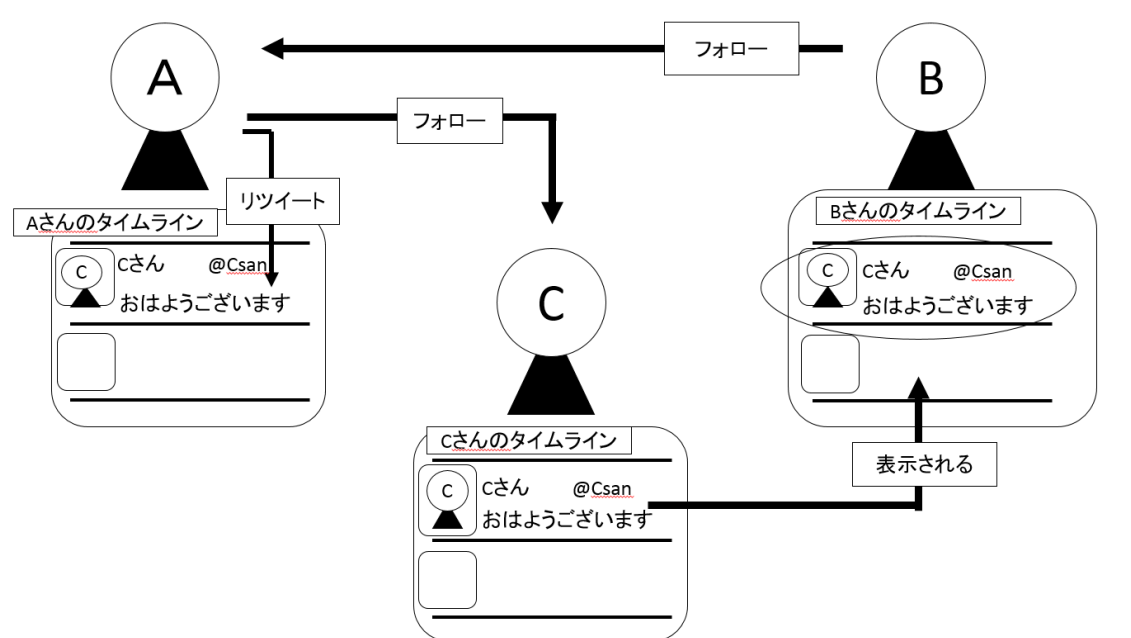 A
フォロー
B
フォロー
リツイート
Aさんのタイムライン
C
Cさん @Csan
おはようございます
Bさんのタイムライン
C
Cさん @Csan
おはようございます
C
Cさんのタイムライン
C
Cさん @Csan
おはようございます
表示される